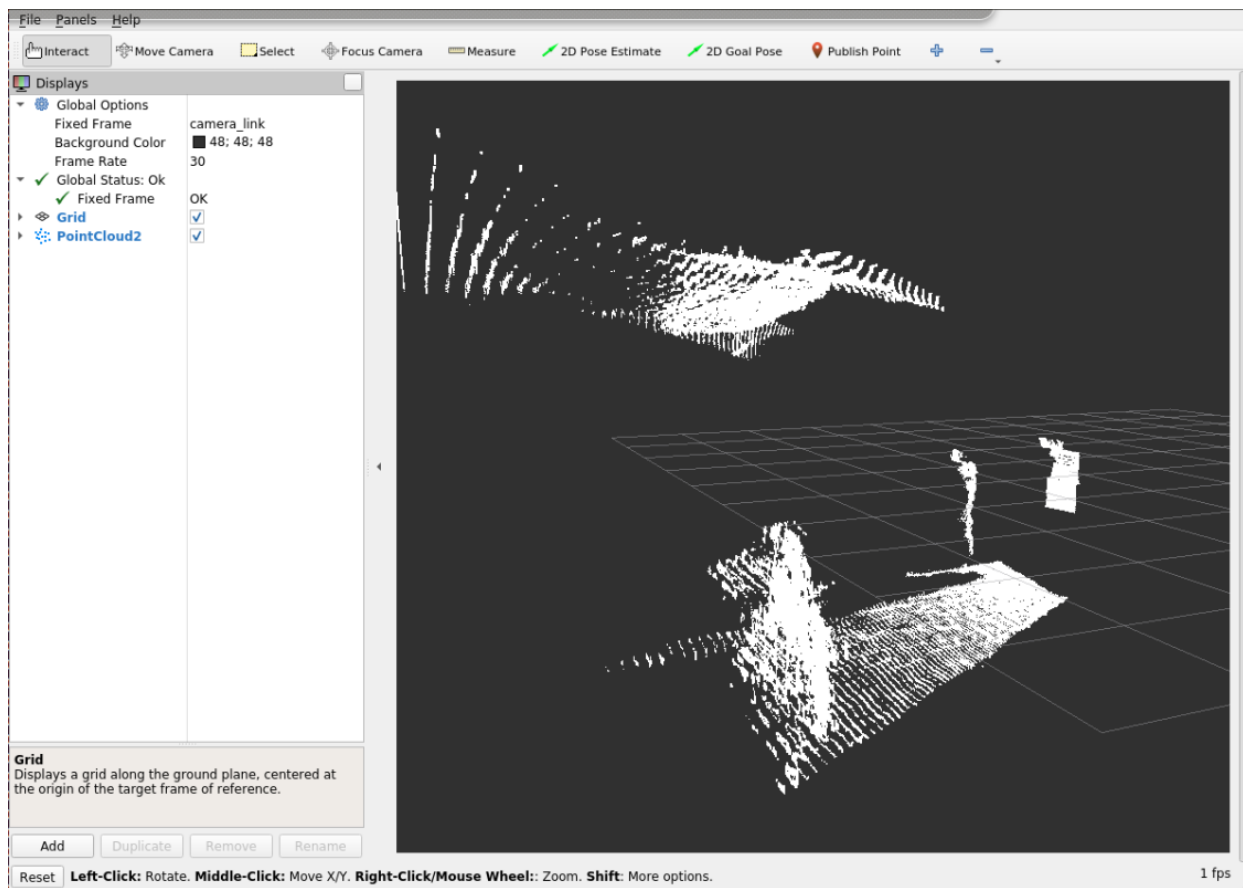 File Panels Help
Interact Move Camera Select Focus Camera Measure 2D Pose Estimate 2D Goal Pose Publish Point
Displays
Global Options
Fixed Frame camera_link
Background Color 48; 48; 48
Frame Rate 30
Global Status: Ok
Fixed Frame OK
Grid
PointCloud2
Grid
Displays a grid along the ground plane, centered at
the origin of the target frame of reference.
Add Duplicate Remove Rename
Reset Left-Click: Rotate. Middle-Click: Move X/Y. Right-Click/Mouse Wheel:: Zoom. Shift: More options. 1 fps